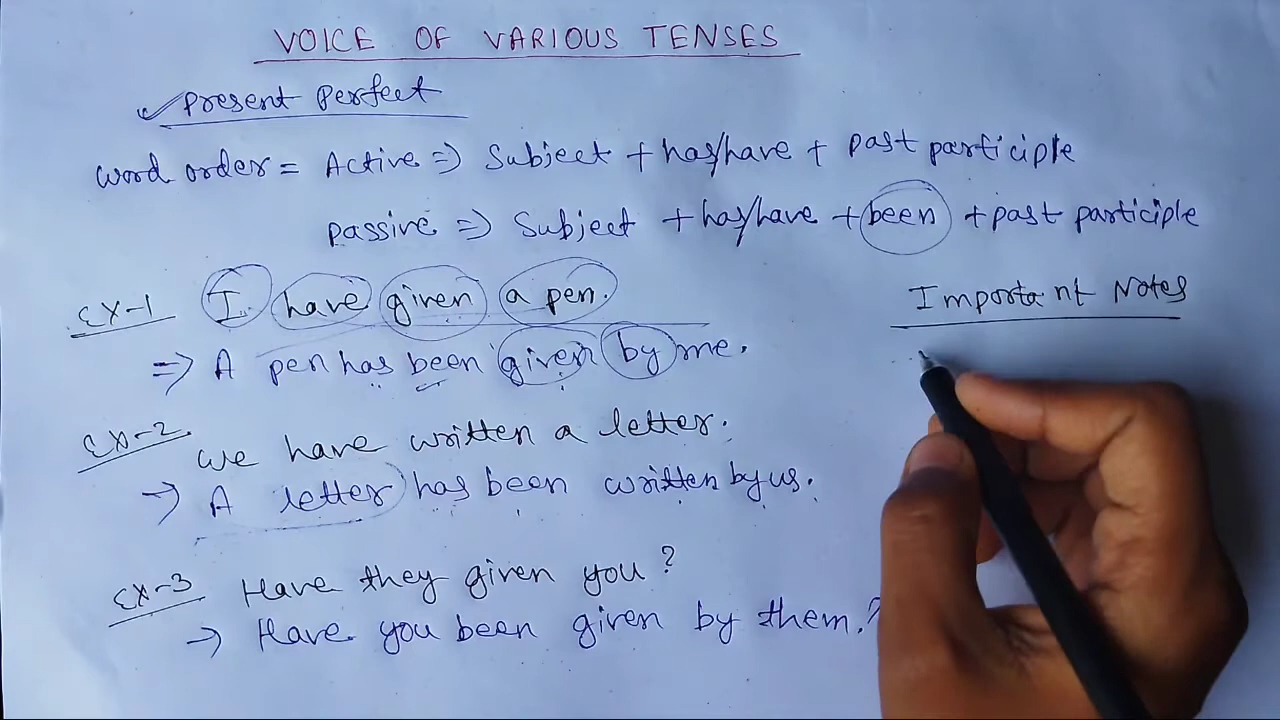 VOICE OF VARIOUS TENSES
Present Perfect
Word order = Active => Subject + has/have + past participle
passive => Subject + has/have + been + past participle
EX-1 I have given a pen.
=> A pen has been given by me.
Important Notes
EX-2 We have written a letter.
→ A letter has been written by us.
EX-3 Have they given you?
→ Have you been given by them.?